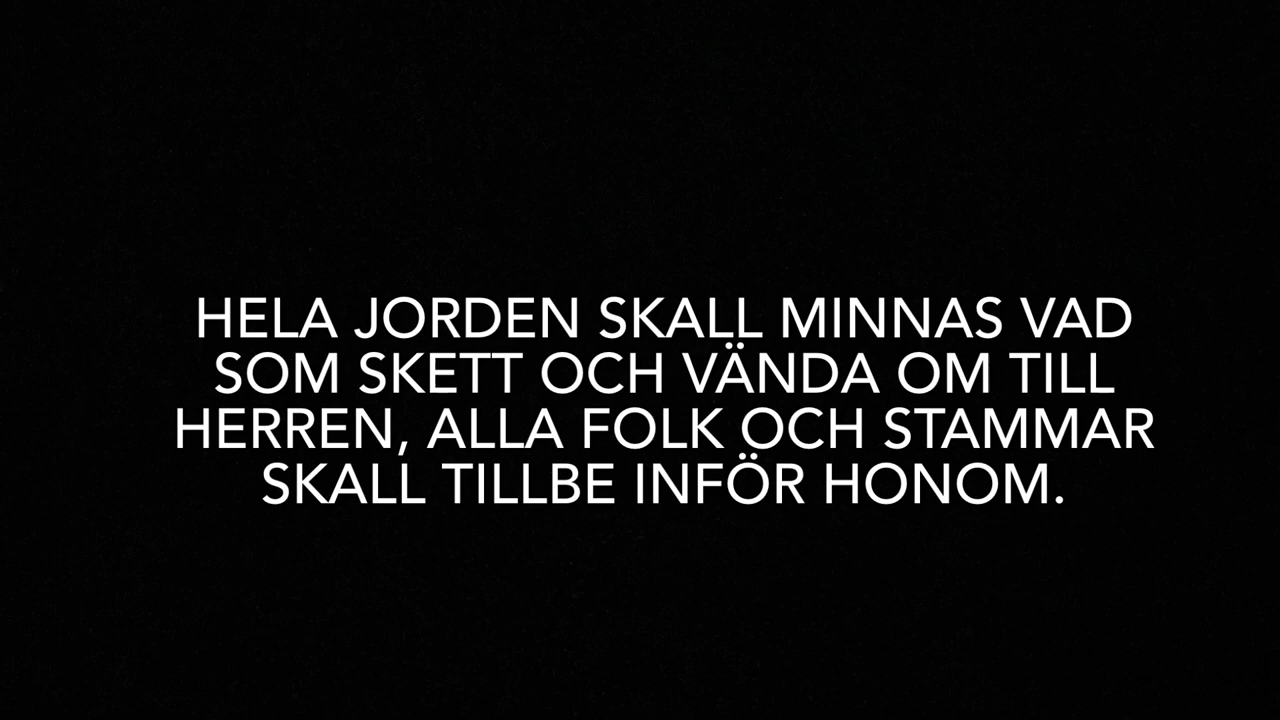 HELA JORDEN SKALL MINNAS VAD
SOM SKETT OCH VÄNDA OM TILL
HERREN, ALLA FOLK OCH STAMMAR
SKALL TILLBE INFÖR HONOM.